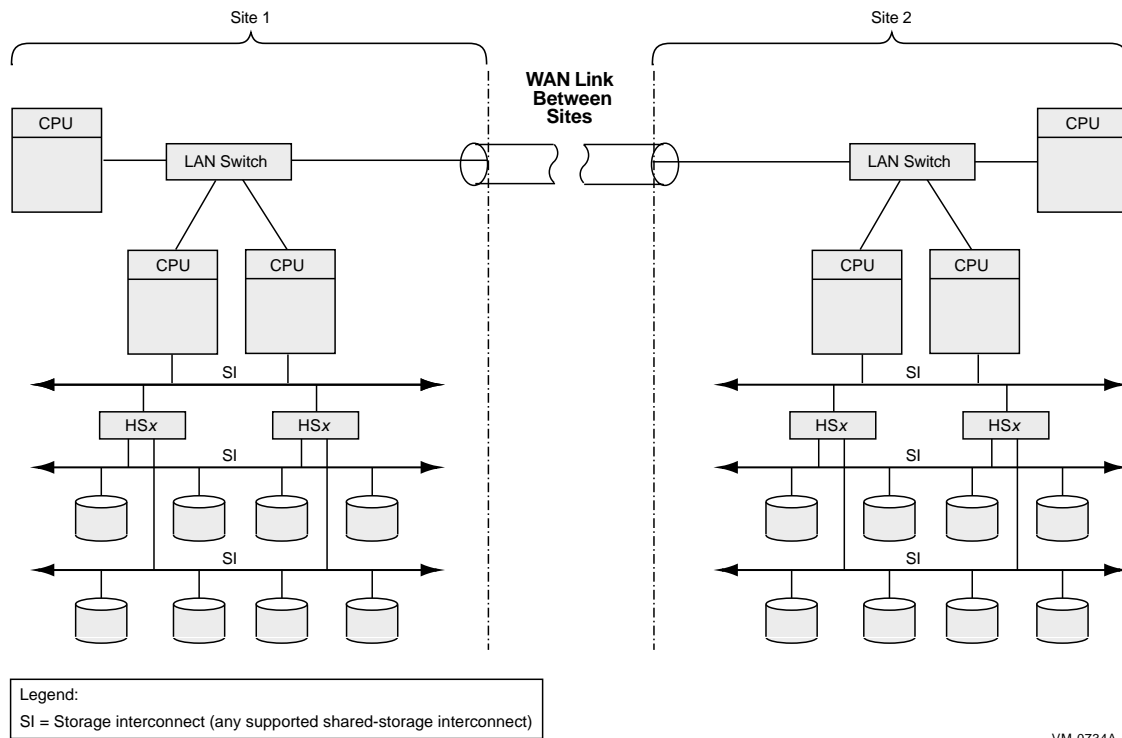 Site 1
Site 2
WAN Link
Between
Sites
CPU
CPU
LAN Switch
LAN Switch
CPU
CPU
CPU
CPU
SI
SI
HSx
HSx
HSx
HSx
SI
SI
SI
SI
Legend:
SI = Storage interconnect (any supported shared-storage interconnect)